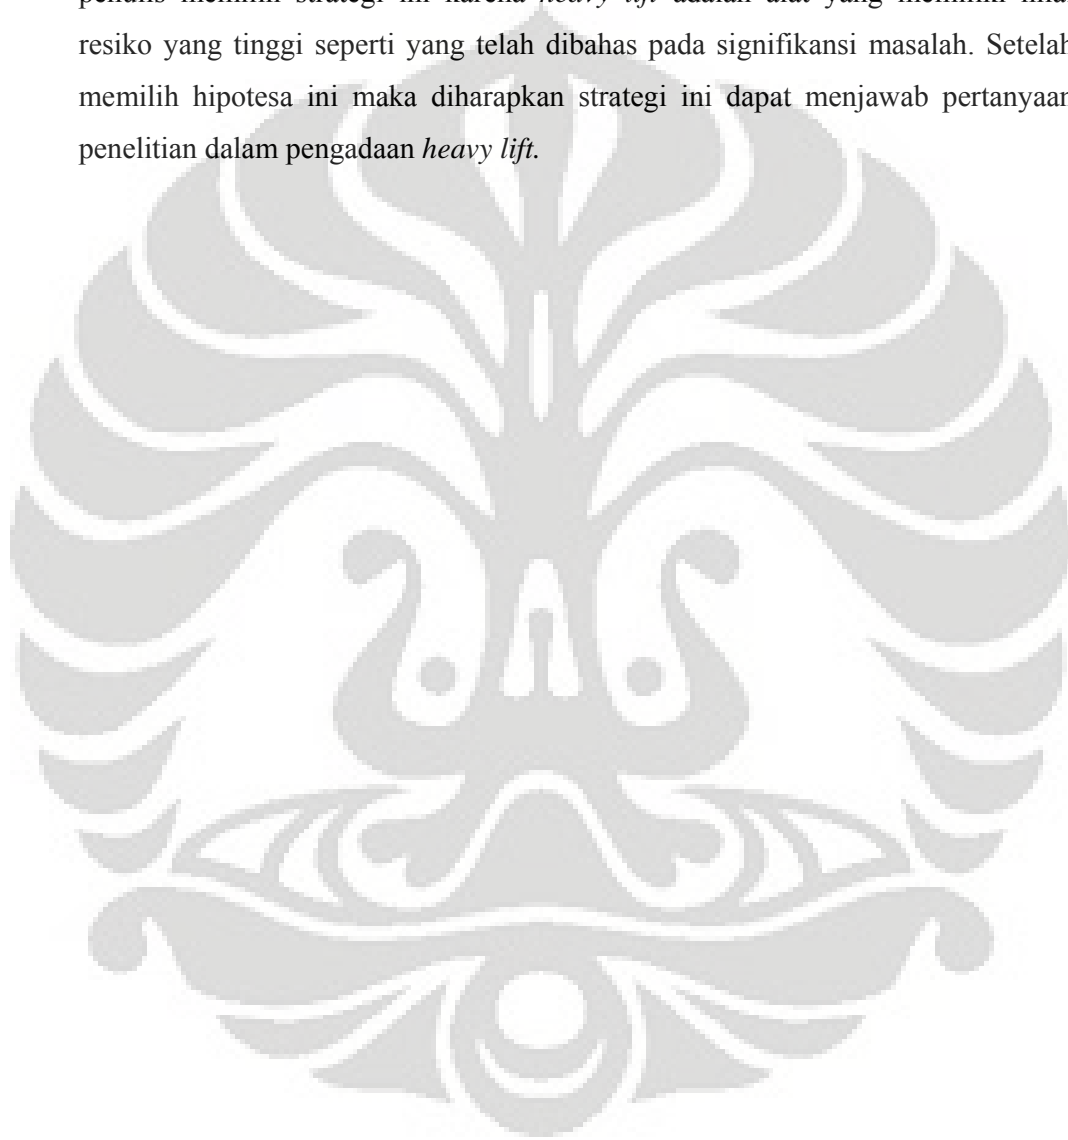 penulis memilih strategi ini karena heavy lift adalah alat yang memiliki nilai
resiko yang tinggi seperti yang telah dibahas pada signifikansi masalah. Setelah
memilih hipotesa ini maka diharapkan strategi ini dapat menjawab pertanyaan
penelitian dalam pengadaan heavy lift.